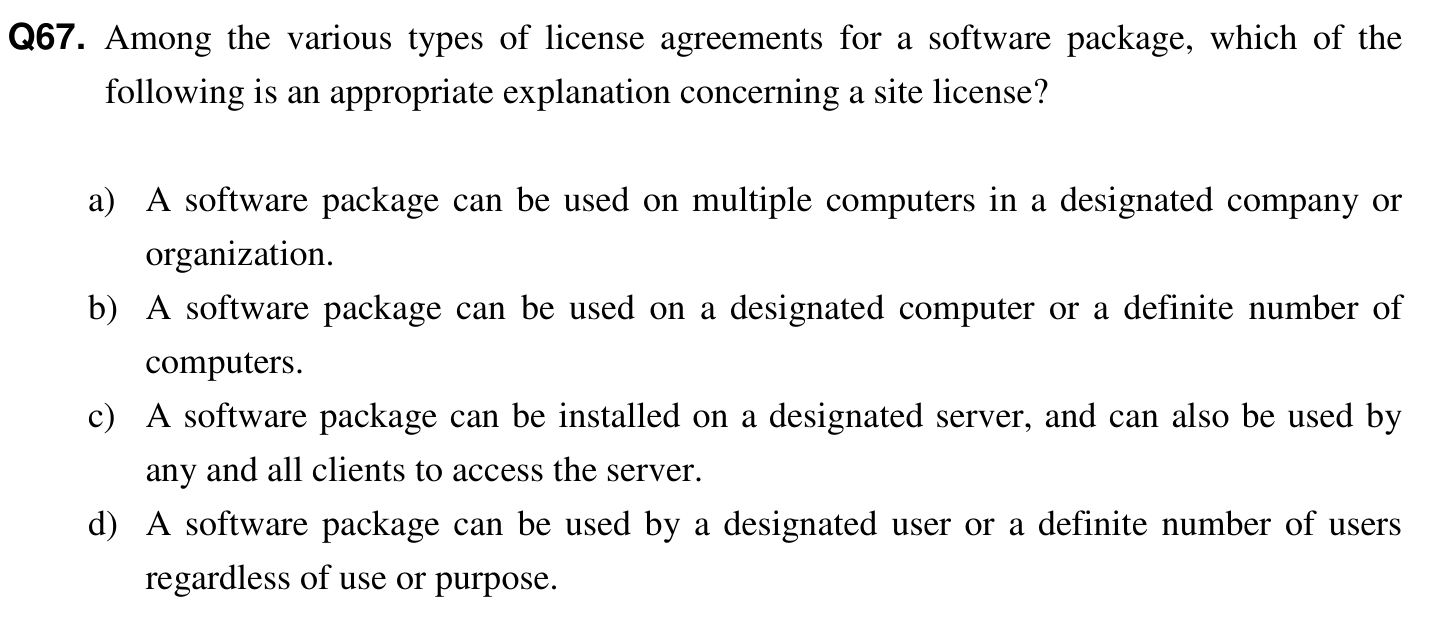 Q67. Among the various types of license agreements for a software package, which of the
following is an appropriate explanation concerning a site license?
a) A software package can be used on multiple computers in a designated company or
organization.
b) A software package can be used on a designated computer or a definite number of
computers.
c) A software package can be installed on a designated server, and can also be used by
any and all clients to access the server.
d) A software package can be used by a designated user or a definite number of users
regardless of use or purpose.